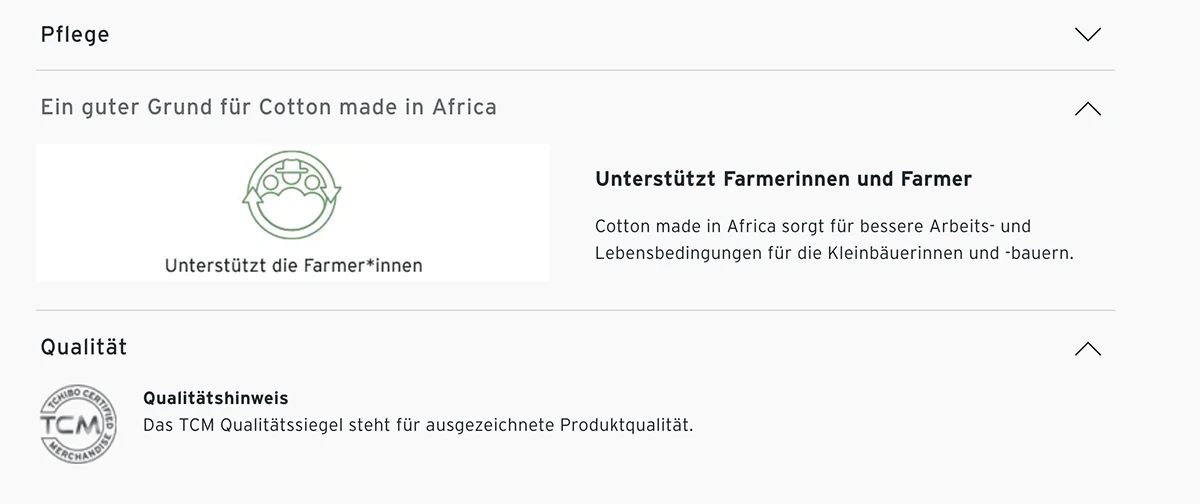 Pflege
Ein guter Grund für Cotton made in Africa
Unterstützt die Farmer*innen
Unterstützt Farmerinnen und Farmer
Cotton made in Africa sorgt für bessere Arbeits- und
Lebensbedingungen für die Kleinbäuerinnen und -bauern.
Qualität
TCHIBO CERTIFIED
TCM
MERCHANDISE
Qualitätshinweis
Das TCM Qualitätssiegel steht für ausgezeichnete Produktqualität.